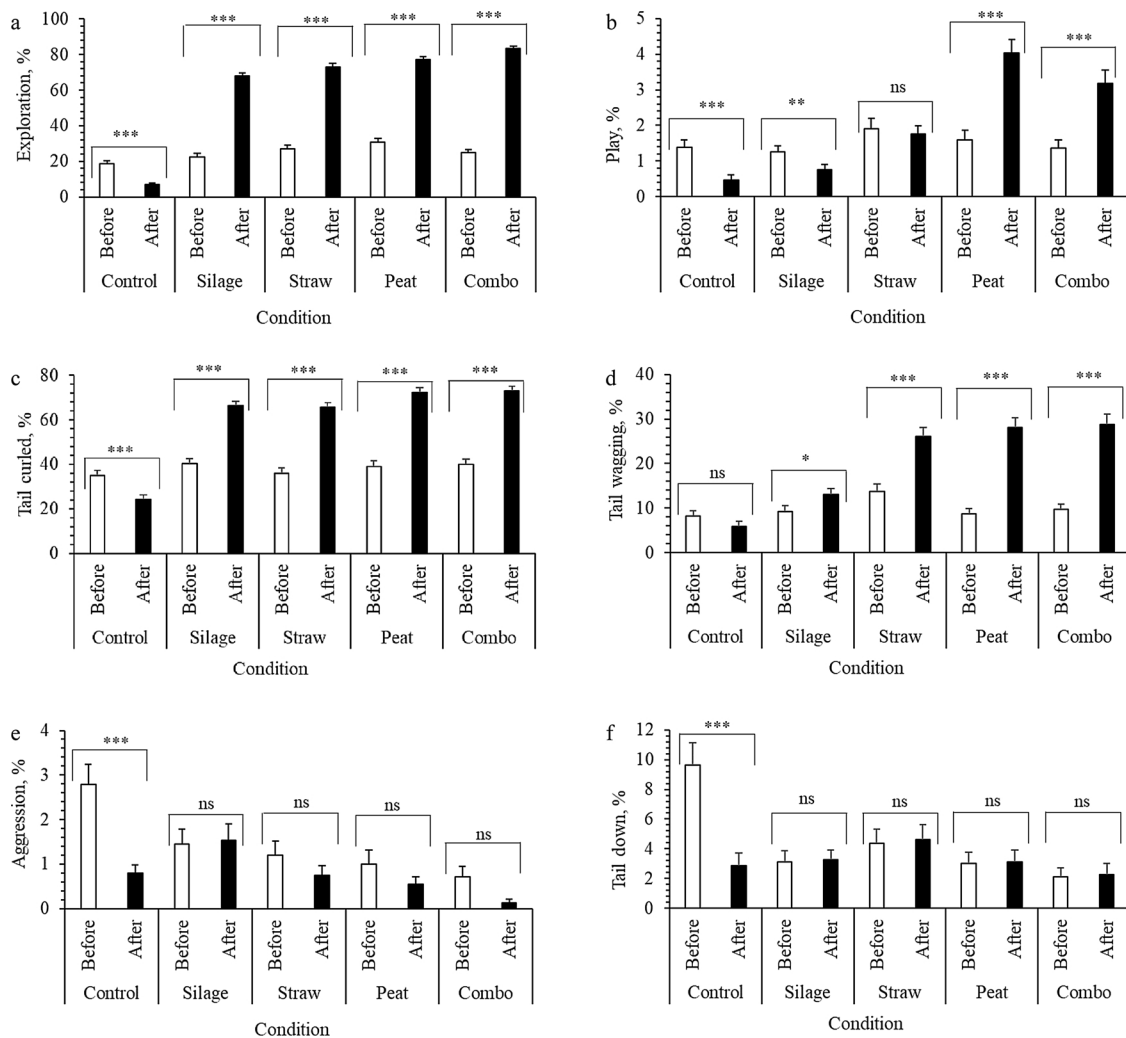 a
Exploration, %
100
80
60
40
20
0
*** *** *** *** ***
Before After Before After Before After Before After Before After
Control Silage Straw Peat Combo
Condition
b
Play, %
5
4
3
2
1
0
*** ** ns *** ***
Before After Before After Before After Before After Before After
Control Silage Straw Peat Combo
Condition
c
Tail curled, %
80
60
40
20
0
*** *** *** *** ***
Before After Before After Before After Before After Before After
Control Silage Straw Peat Combo
Condition
d
Tail wagging, %
40
30
20
10
0
ns * *** *** ***
Before After Before After Before After Before After Before After
Control Silage Straw Peat Combo
Condition
e
Aggression, %
4
3
2
1
0
*** ns ns ns ns
Before After Before After Before After Before After Before After
Control Silage Straw Peat Combo
Condition
f
Tail down, %
12
10
8
6
4
2
0
*** ns ns ns ns
Before After Before After Before After Before After Before After
Control Silage Straw Peat Combo
Condition